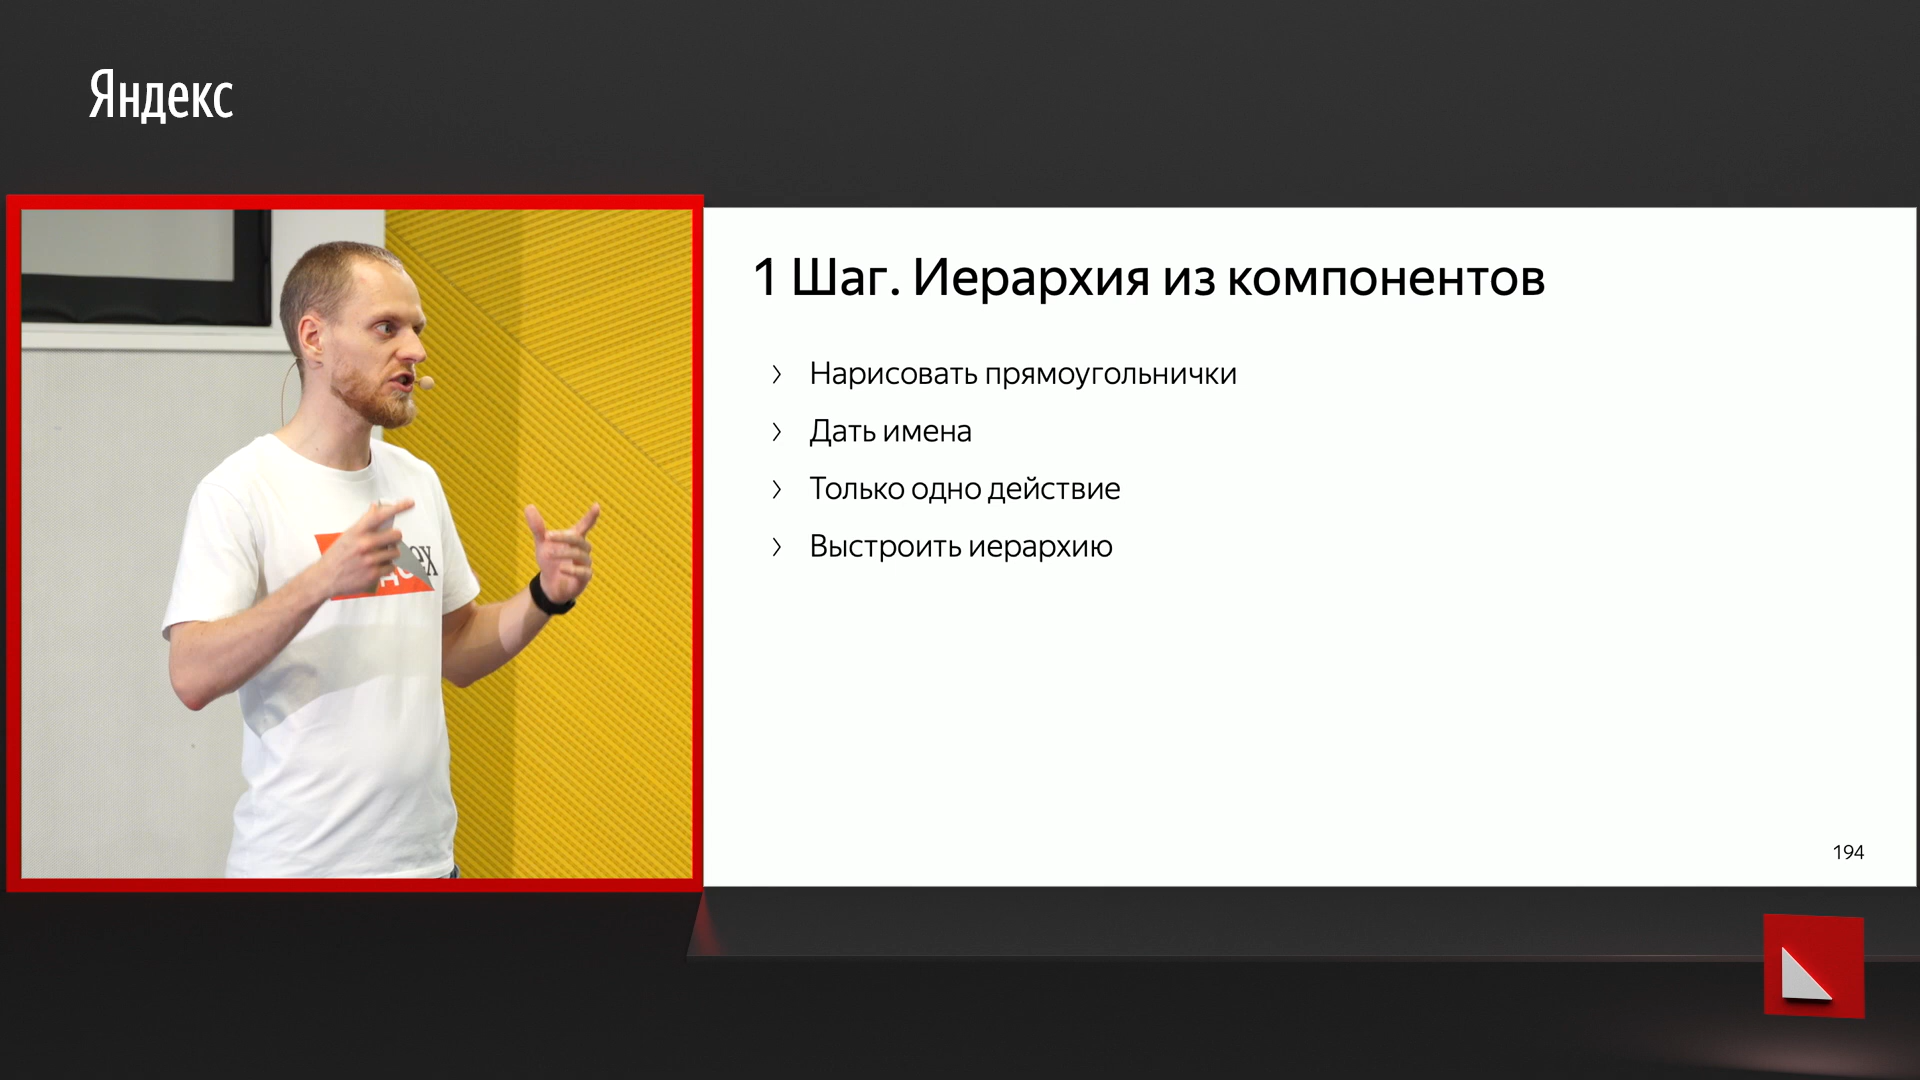 Яндекс
1 Шаг. Иерархия из компонентов
Нарисовать прямоугольнички
Дать имена
Только одно действие
Выстроить иерархию
194